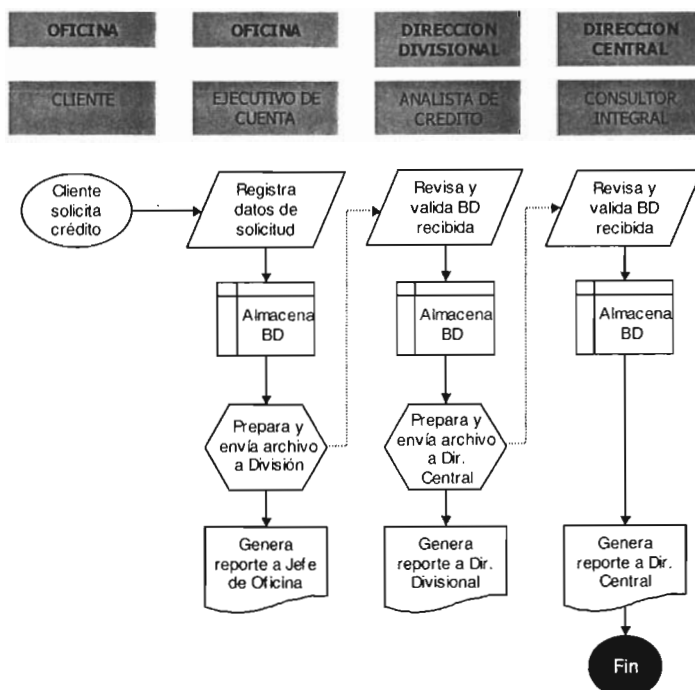 OFICINA
OFICINA
DIRECCION
DIVISIONAL
DIRECCION
CENTRAL
CLIENTE
EJECUTIVO DE
CUENTA
ANALISTA DE
CREDITO
CONSULTOR
INTEGRAL
Cliente
solicita
crédito
Registra
datos de
solicitud
Revisa y
valida BD
recibida
Revisa y
valida BD
recibida
Almacena
BD
Almacena
BD
Almacena
BD
Prepara y
envía archivo
a División
Prepara y
envía archivo
a Dir.
Central
Genera
reporte a Jefe
de Oficina
Genera
reporte a Dir.
Divisional
Genera
reporte a Dir.
Central
Fin